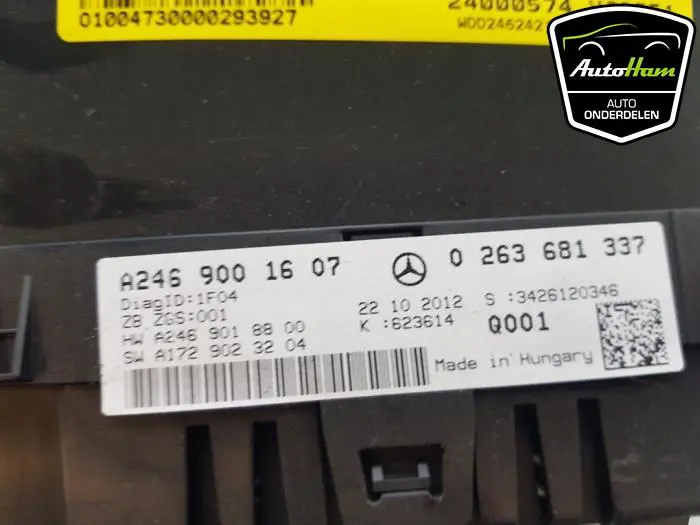 01004730000293927
24000574
WDD246242
AutoHam
AUTO
ONDERDELEN
A246 900 16 07
0 263 681 337
DiagID:1F04
22 10 2012
S :3426120346
ZB ZGS:001
K :623614
Q001
HW A246 901 88 00
SW A172 902 32 04
Made in Hungary